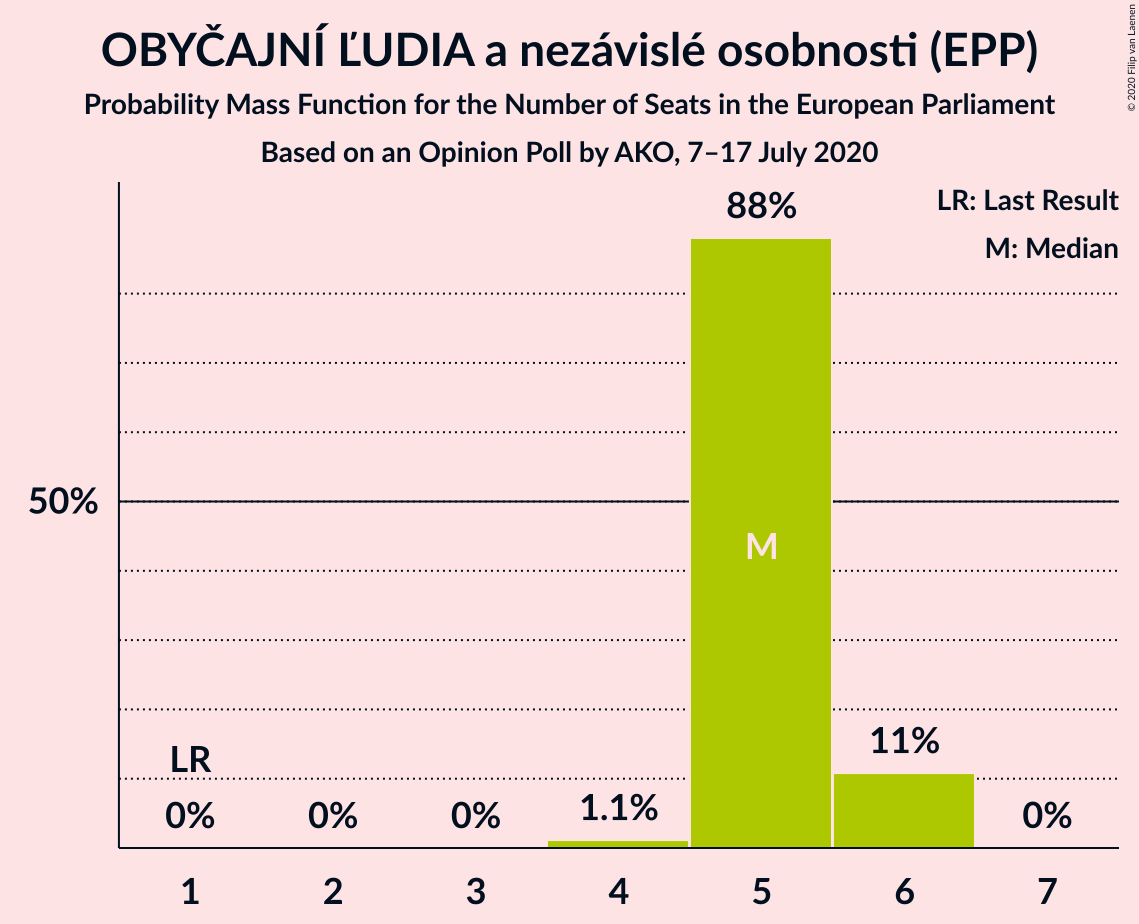 OBYČAJNÍ ĽUDIA a nezávislé osobnosti (EPP)
Probability Mass Function for the Number of Seats in the European Parliament
Based on an Opinion Poll by AKO, 7–17 July 2020
© 2020 Filip van Laenen
LR: Last Result
M: Median
88%
50%
M
11%
LR
1.1%
0% 0% 0% 0%
1 2 3 4 5 6 7